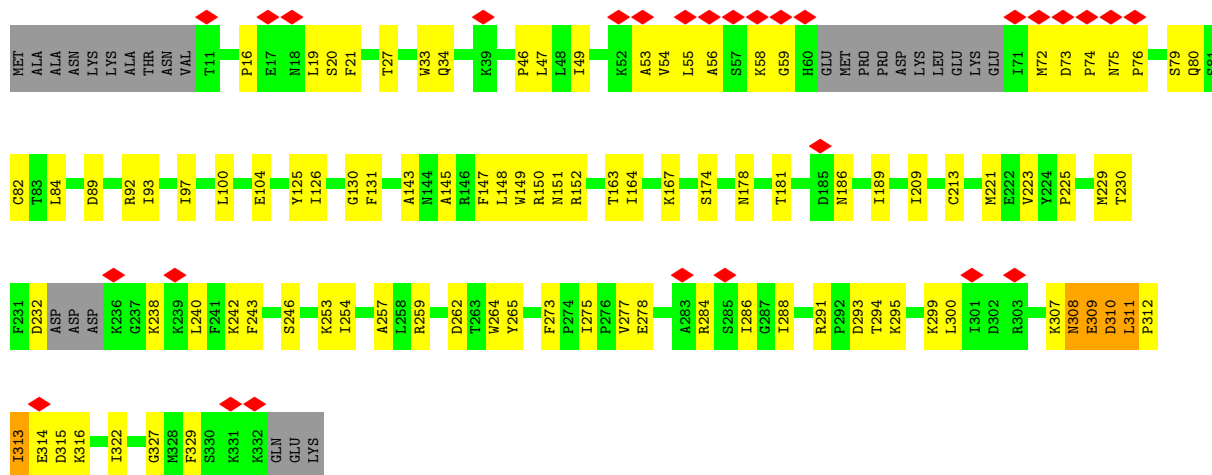 MET ALA ALA ASN LYS LYS ALA THR ASN VAL T11 P16 E17 N18 L19 S20 F21 T27 W33 Q34 K39 P46 L47 L48 I49 K52 A53 V54 L55 A56 S57 K58 G59 H60 GLU MET PRO PRO ASP LYS LEU GLU LYS GLU I71 M72 D73 P74 N75 P76 S79 Q80 S81
C82 T83 L84 D89 R92 I93 I97 L100 E104 Y125 I126 G130 F131 A143 N144 A145 R146 F147 L148 W149 R150 N151 R152 T163 I164 K167 S174 N178 T181 D185 N186 I189 I209 C213 M221 E222 V223 Y224 P225 M229 T230
F231 D232 ASP ASP ASP K236 G237 K238 K239 L240 F241 K242 F243 S246 K253 I254 A257 L258 R259 D262 T263 W264 Y265 F273 P274 I275 P276 V277 E278 A283 R284 S285 I286 G287 I288 R291 P292 D293 T294 K295 K299 L300 I301 D302 R303 K307 N308 E309 D310 L311 P312
I313 E314 D315 K316 I322 G327 M328 F329 S330 K331 K332 GLN GLU LYS